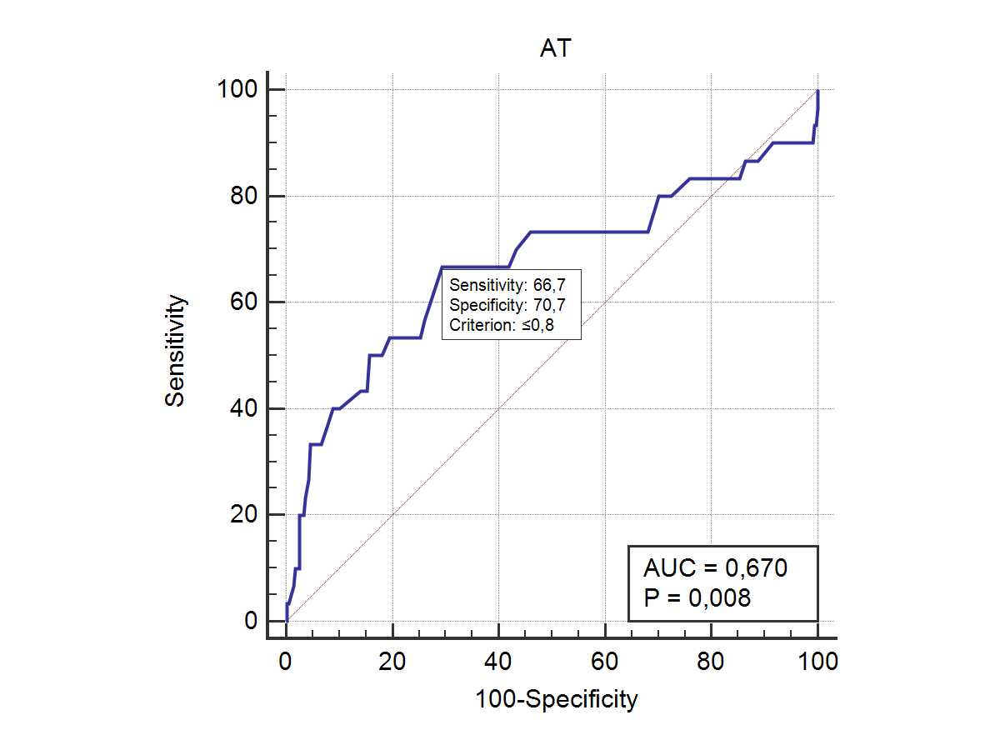 AT
100
80
60
40
20
0
Sensitivity
Sensitivity: 66,7
Specificity: 70,7
Criterion: ≤0,8
AUC = 0,670
P = 0,008
0 20 40 60 80 100
100-Specificity